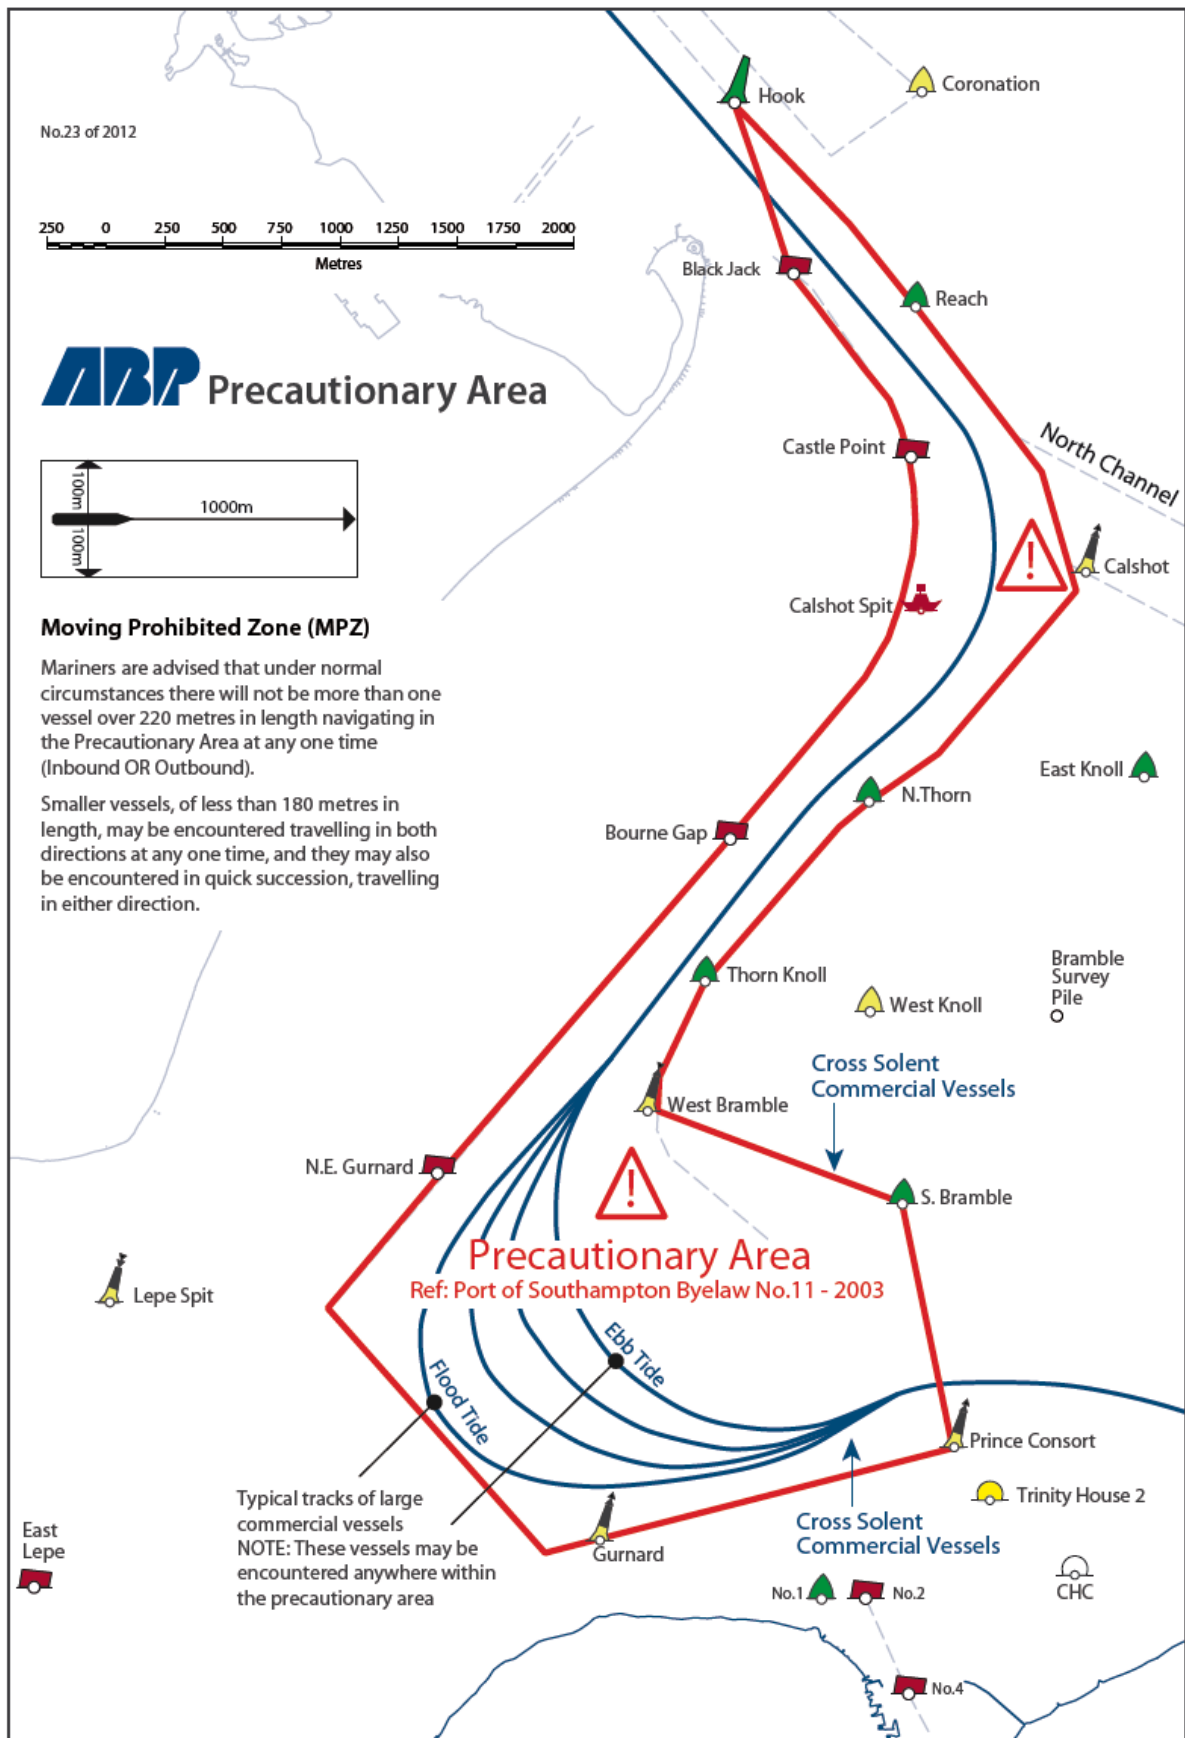 Hook
Coronation
No.23 of 2012
250 0 250 500 750 1000 1250 1500 1750 2000
Metres
Black Jack
Reach
ABP Precautionary Area
Castle Point
North Channel
100m
1000m
100m
Calshot
Calshot Spit
Moving Prohibited Zone (MPZ)
Mariners are advised that under normal
circumstances there will not be more than one
vessel over 220 metres in length navigating in
the Precautionary Area at any one time
(Inbound OR Outbound).
Smaller vessels, of less than 180 metres in
length, may be encountered travelling in both
directions at any one time, and they may also
be encountered in quick succession, travelling
in either direction.
East Knoll
N.Thorn
Bourne Gap
Thorn Knoll
West Knoll
Bramble
Survey
Pile
Cross Solent
Commercial Vessels
West Bramble
N.E. Gurnard
!
!
S. Bramble
Precautionary Area
Ref: Port of Southampton Byelaw No.11 - 2003
Lepe Spit
Ebb Tide
Flood Tide
Prince Consort
Typical tracks of large
commercial vessels
NOTE: These vessels may be
encountered anywhere within
the precautionary area
Trinity House 2
Cross Solent
Commercial Vessels
Gurnard
East
Lepe
No.1
No.2
CHC
No.4